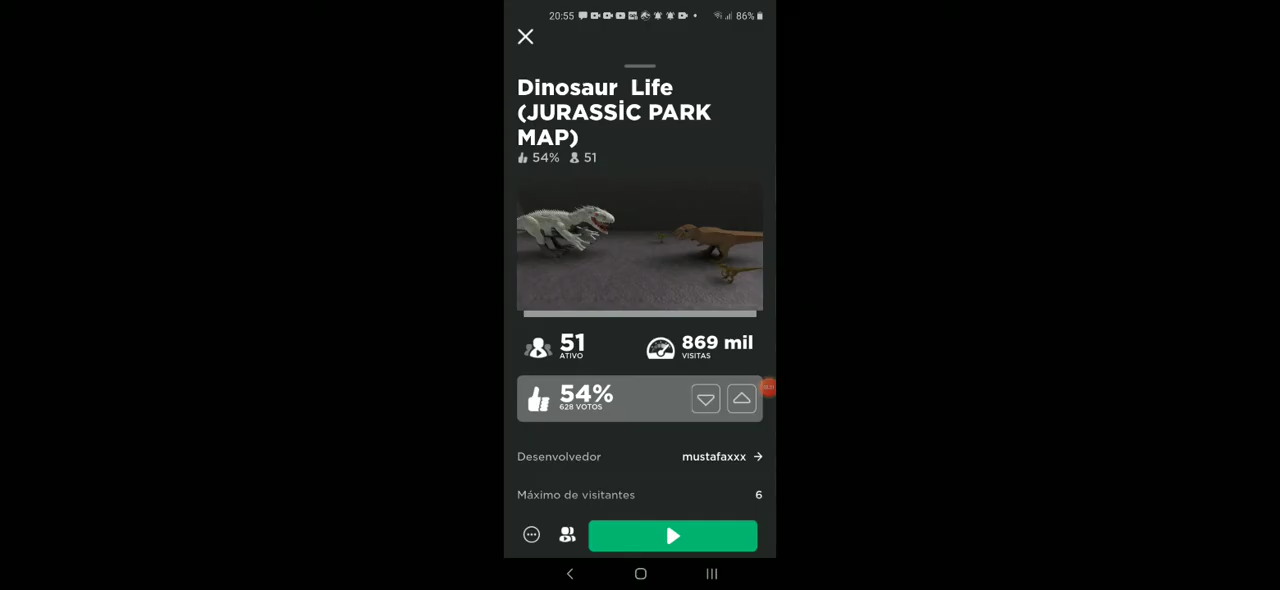 20:55 86%
Dinosaur Life
(JURASSİC PARK
MAP)
54% 51
51 869 mil
ATIVO VISITAS
54%
628 VOTOS
Desenvolvedor mustafaxxx
Máximo de visitantes 6